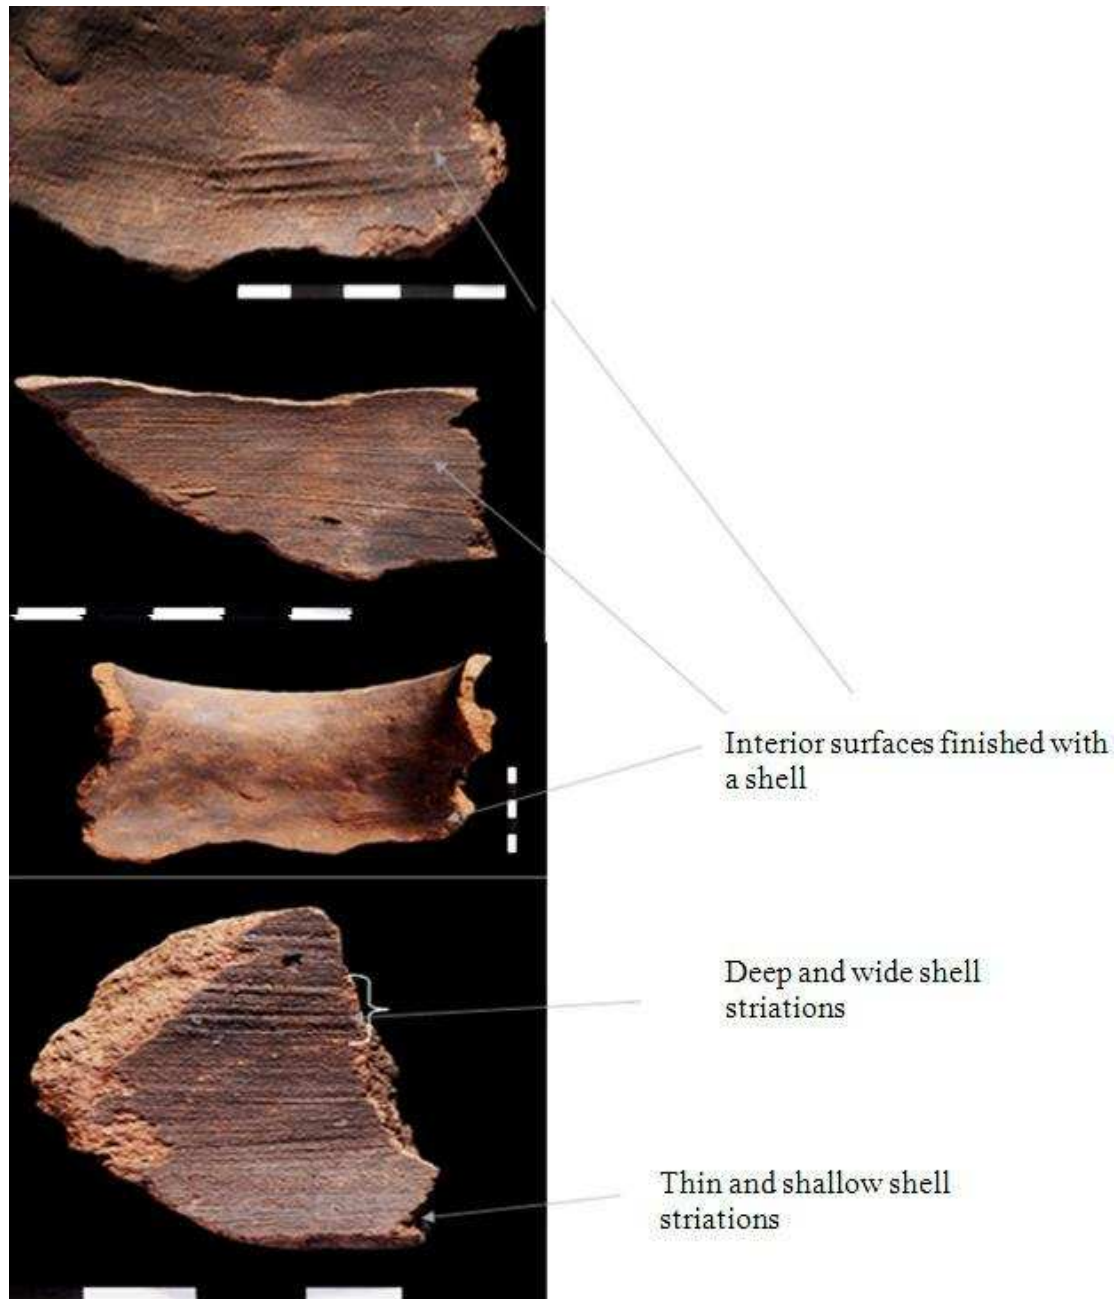 Interior surfaces finished with
a shell
Deep and wide shell
striations
Thin and shallow shell
striations